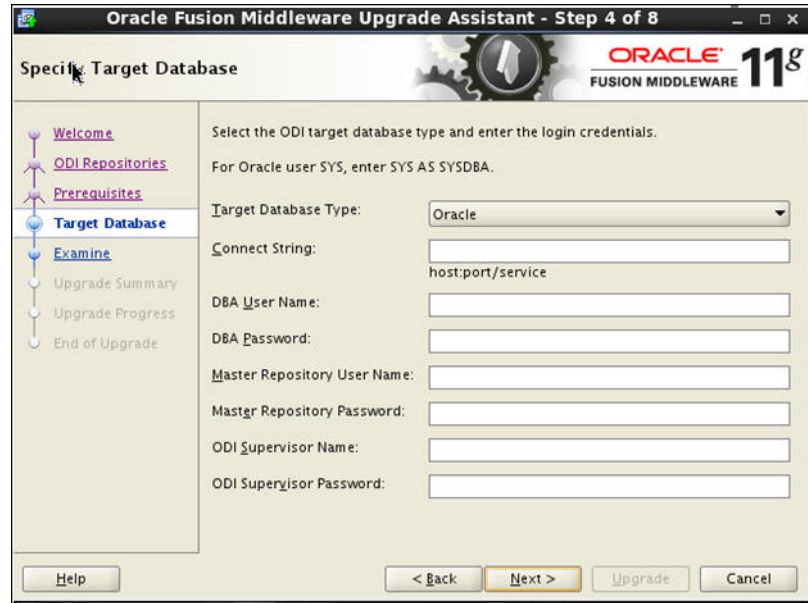 Oracle Fusion Middleware Upgrade Assistant - Step 4 of 8
Specify Target Database
ORACLE
FUSION MIDDLEWARE
11g
Welcome
ODI Repositories
Prerequisites
Target Database
Examine
Upgrade Summary
Upgrade Progress
End of Upgrade
Select the ODI target database type and enter the login credentials.
For Oracle user SYS, enter SYS AS SYSDBA.
Target Database Type: Oracle
Connect String:
host:port/service
DBA User Name:
DBA Password:
Master Repository User Name:
Master Repository Password:
ODI Supervisor Name:
ODI Supervisor Password:
Help < Back Next > Upgrade Cancel